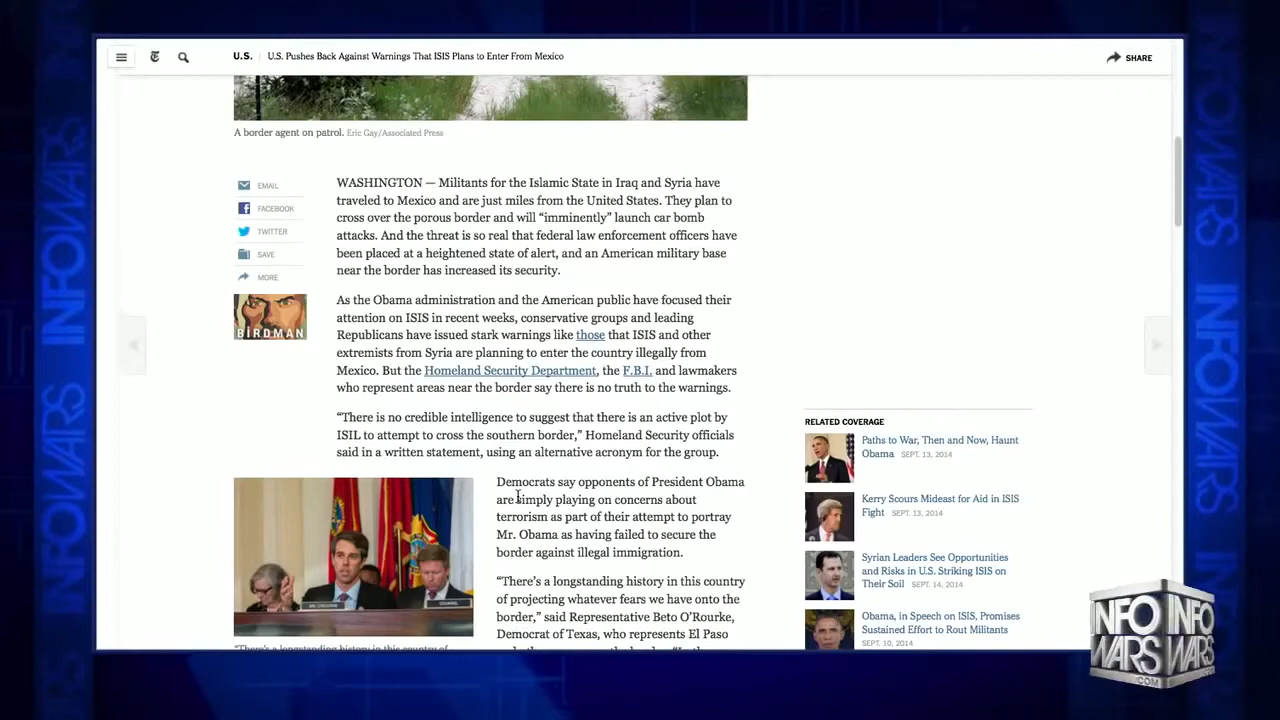 U.S. U.S. Pushes Back Against Warnings That ISIS Plans to Enter From Mexico
SHARE
A border agent on patrol. Eric Gay/Associated Press
EMAIL
FACEBOOK
TWITTER
SAVE
MORE
BIRDMAN
WASHINGTON — Militants for the Islamic State in Iraq and Syria have
traveled to Mexico and are just miles from the United States. They plan to
cross over the porous border and will “imminently” launch car bomb
attacks. And the threat is so real that federal law enforcement officers have
been placed at a heightened state of alert, and an American military base
near the border has increased its security.
As the Obama administration and the American public have focused their
attention on ISIS in recent weeks, conservative groups and leading
Republicans have issued stark warnings like those that ISIS and other
extremists from Syria are planning to enter the country illegally from
Mexico. But the Homeland Security Department, the F.B.I. and lawmakers
who represent areas near the border say there is no truth to the warnings.
“There is no credible intelligence to suggest that there is an active plot by
ISIL to attempt to cross the southern border,” Homeland Security officials
said in a written statement, using an alternative acronym for the group.
Democrats say opponents of President Obama
are simply playing on concerns about
terrorism as part of their attempt to portray
Mr. Obama as having failed to secure the
border against illegal immigration.
“There’s a longstanding history in this country
of projecting whatever fears we have onto the
border,” said Representative Beto O’Rourke,
Democrat of Texas, who represents El Paso
“There’s a longstanding history in this country of
RELATED COVERAGE
Paths to War, Then and Now, Haunt
Obama SEPT. 13, 2014
Kerry Scours Mideast for Aid in ISIS
Fight SEPT. 13, 2014
Syrian Leaders See Opportunities
and Risks in U.S. Striking ISIS on
Their Soil SEPT. 14, 2014
Obama, in Speech on ISIS, Promises
Sustained Effort to Rout Militants
SEPT. 10, 2014
INFOWARS
INFOWARS
INFO INFO
WARS WARS
.COM